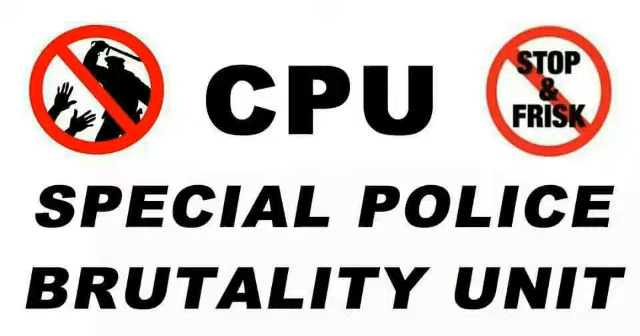 CPU
STOP
&
FRISK
SPECIAL POLICE
BRUTALITY UNIT